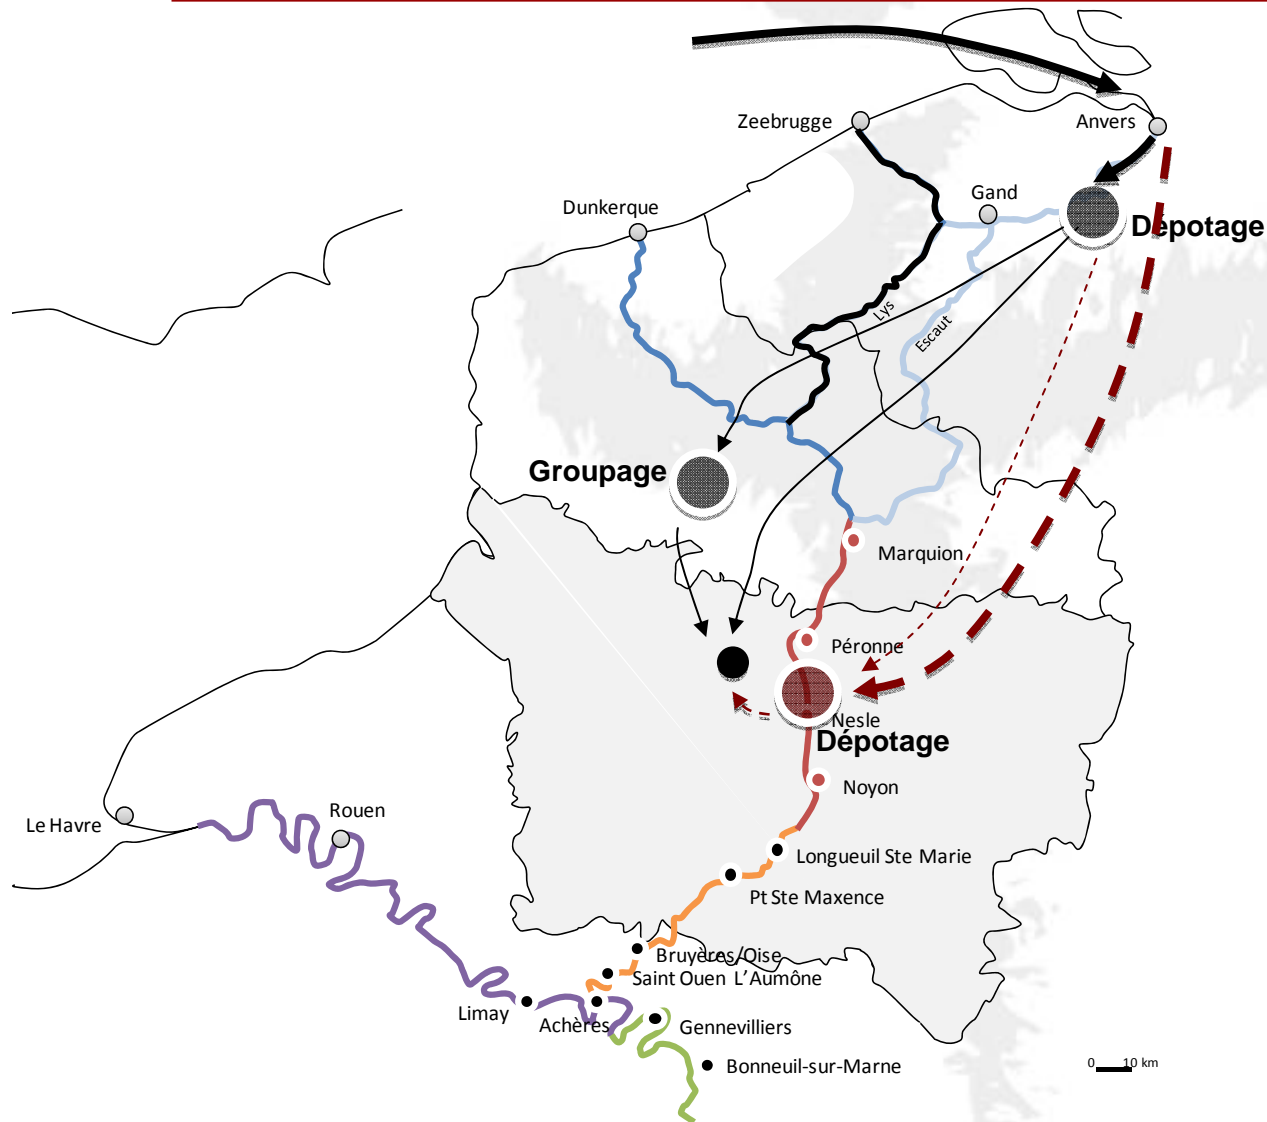 Zeebrugge
Anvers
Gand
Dunkerque
Dépotage
Lys
Escaut
Groupage
Marquion
Péronne
Nesle
Dépotage
Noyon
Le Havre
Rouen
Longueuil Ste Marie
Pt Ste Maxence
Bruyères/Oise
Saint Ouen L’Aumône
Limay
Achères
Gennevilliers
Bonneuil-sur-Marne
0 10 km